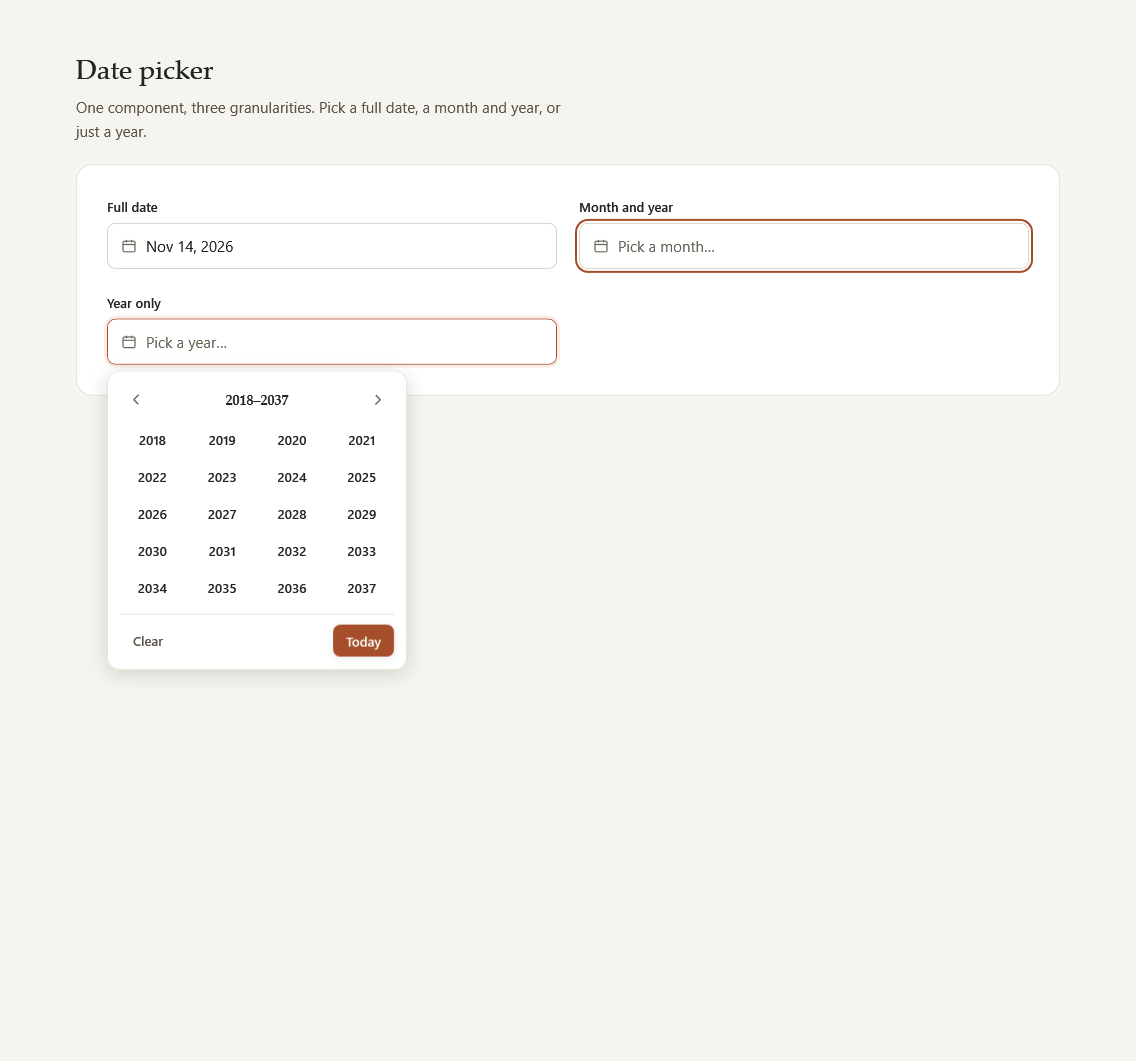 Date picker
One component, three granularities. Pick a full date, a month and year, or
just a year.
Full date
Month and year
Nov 14, 2026
Pick a month...
Year only
Pick a year...
2018–2037
2018 2019 2020 2021
2022 2023 2024 2025
2026 2027 2028 2029
2030 2031 2032 2033
2034 2035 2036 2037
Clear
Today